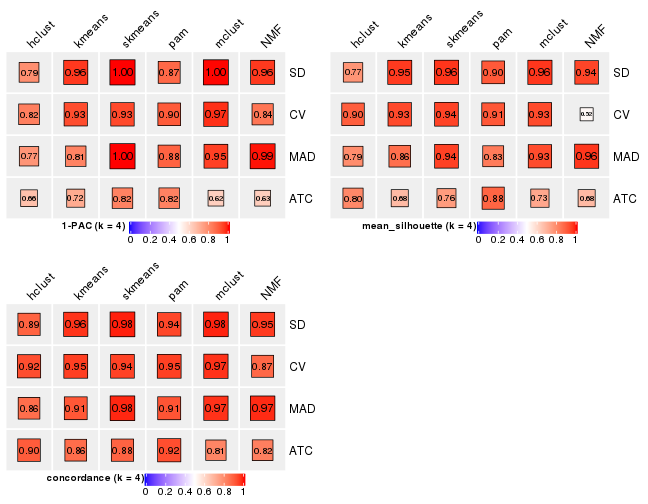 hclust kmeans skmeans pam mclust NMF
0.79 0.96 1.00 0.87 1.00 0.96 SD
0.82 0.93 0.93 0.90 0.97 0.84 CV
0.77 0.81 1.00 0.88 0.95 0.99 MAD
0.66 0.72 0.82 0.82 0.62 0.63 ATC
1-PAC (k = 4)
0 0.2 0.4 0.6 0.8 1
hclust kmeans skmeans pam mclust NMF
0.77 0.95 0.96 0.90 0.96 0.94 SD
0.90 0.93 0.94 0.91 0.93 0.52 CV
0.79 0.86 0.94 0.83 0.93 0.96 MAD
0.80 0.68 0.76 0.88 0.73 0.68 ATC
mean_silhouette (k = 4)
0 0.2 0.4 0.6 0.8 1
hclust kmeans skmeans pam mclust NMF
0.89 0.96 0.98 0.94 0.98 0.95 SD
0.92 0.95 0.94 0.95 0.97 0.87 CV
0.86 0.91 0.98 0.91 0.97 0.97 MAD
0.90 0.86 0.88 0.92 0.81 0.82 ATC
concordance (k = 4)
0 0.2 0.4 0.6 0.8 1